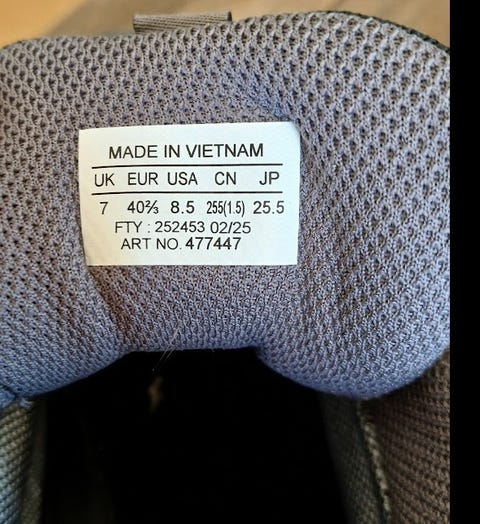 MADE IN VIETNAM
UK EUR USA CN JP
7 40⅔ 8.5 255(1.5) 25.5
FTY : 252453 02/25
ART NO. 477447